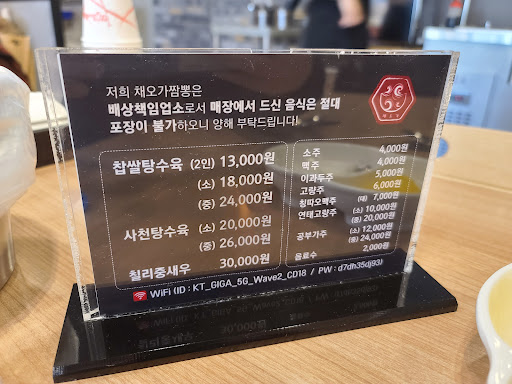 저희 채오가짬뽕은
배상책임업소로서 매장에서 드신 음식은 절대
포장이 불가하오니 양해 부탁드립니다!
찹쌀탕수육 (2인) 13,000원
(소) 18,000원
(중) 24,000원
사천탕수육 (소) 20,000원
(중) 26,000원
칠리중새우 30,000원
소주 4,000원
맥주 4,000원
이과두주 5,000원
고량주 6,000원
칭따오맥주 (대) 7,000원
연태고량주 (소) 10,000원
(중) 20,000원
공부가주 (소) 12,000원
(중) 24,000원
음료수 2,000원
WiFi (ID : KT_GIGA_5G_Wave2_CD18 / PW : d7dh35dj93)